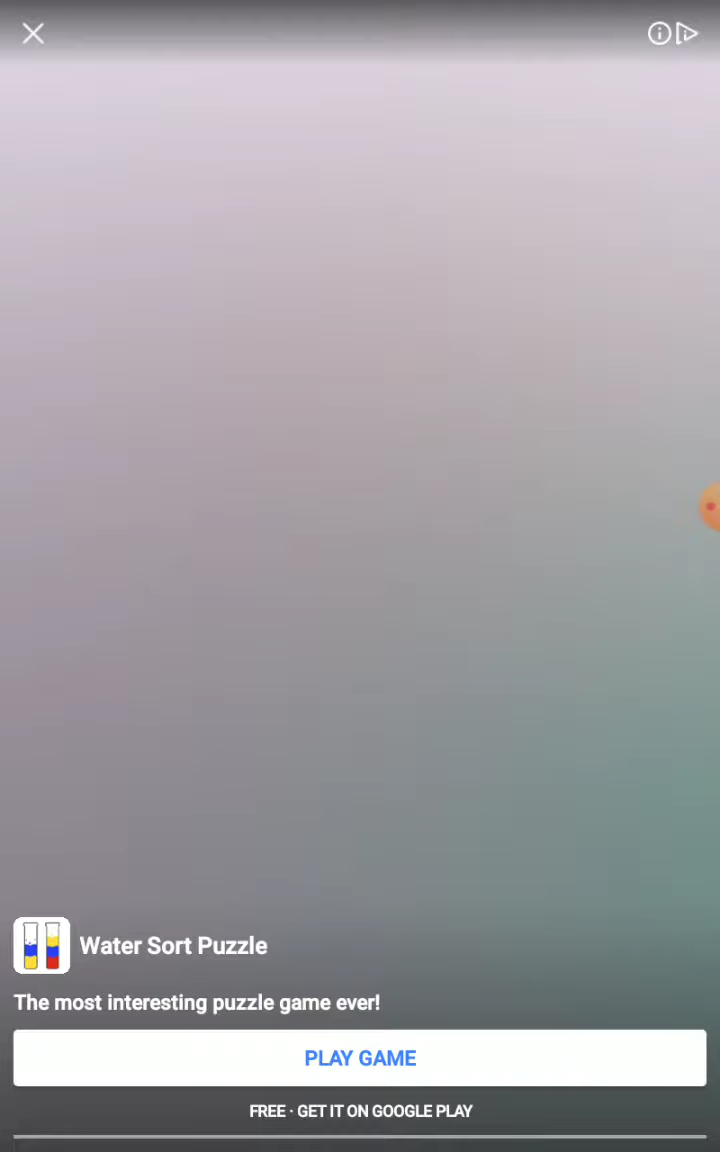 Water Sort Puzzle
The most interesting puzzle game ever!
PLAY GAME
FREE · GET IT ON GOOGLE PLAY